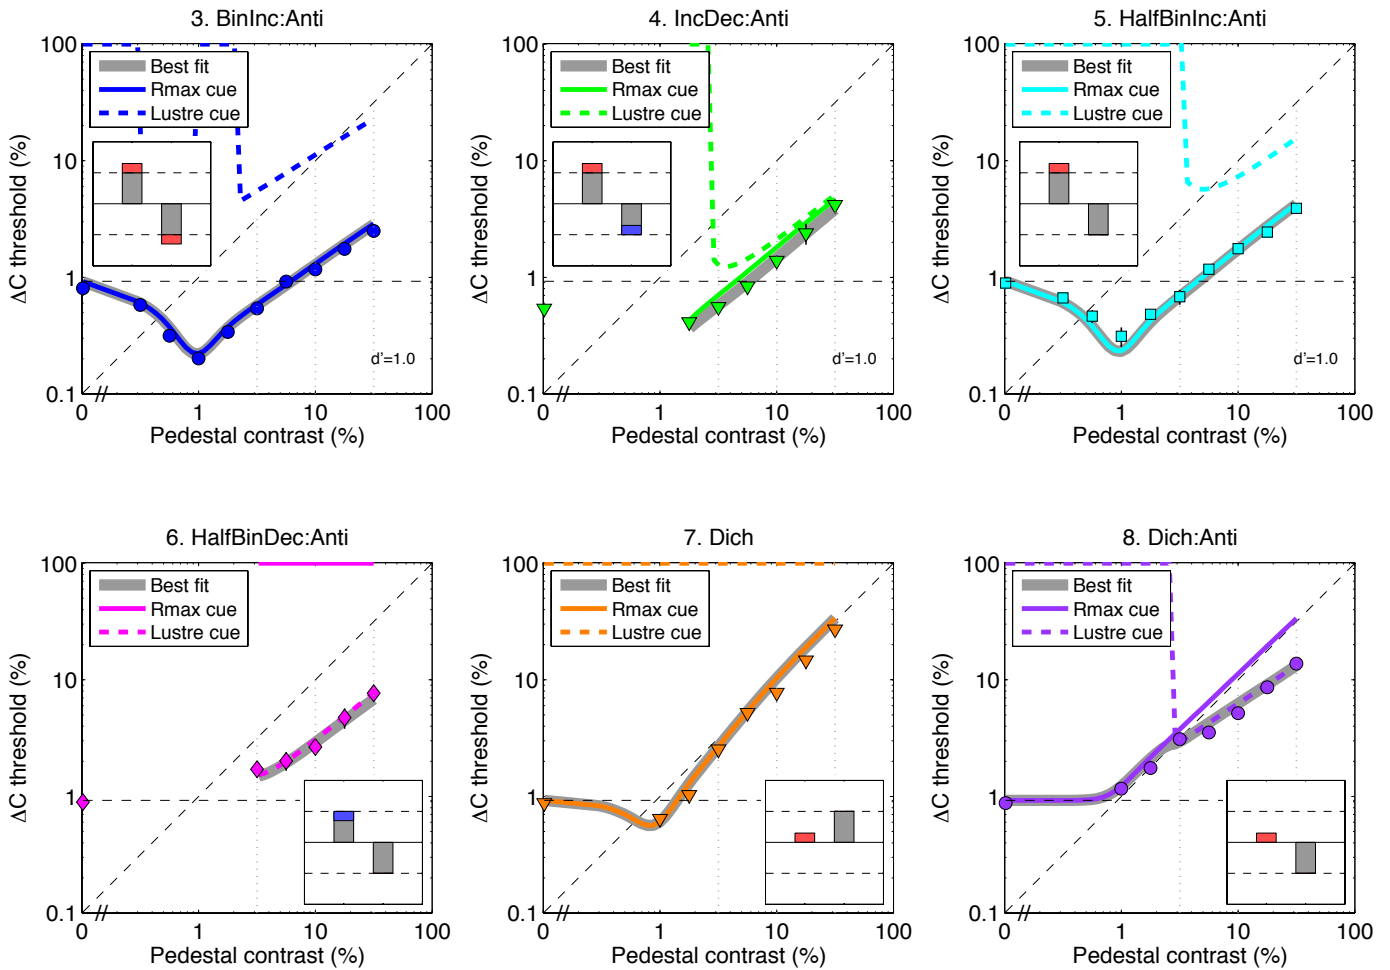 3. BinInc:Anti
100
10
1
0.1
ΔC threshold (%)
Best fit
Rmax cue
Lustre cue
d'=1.0
0 1 10 100
Pedestal contrast (%)
4. IncDec:Anti
100
10
1
0.1
ΔC threshold (%)
Best fit
Rmax cue
Lustre cue
0 1 10 100
Pedestal contrast (%)
5. HalfBinInc:Anti
100
10
1
0.1
ΔC threshold (%)
Best fit
Rmax cue
Lustre cue
d'=1.0
0 1 10 100
Pedestal contrast (%)
6. HalfBinDec:Anti
100
10
1
0.1
ΔC threshold (%)
Best fit
Rmax cue
Lustre cue
0 1 10 100
Pedestal contrast (%)
7. Dich
100
10
1
0.1
ΔC threshold (%)
Best fit
Rmax cue
Lustre cue
0 1 10 100
Pedestal contrast (%)
8. Dich:Anti
100
10
1
0.1
ΔC threshold (%)
Best fit
Rmax cue
Lustre cue
0 1 10 100
Pedestal contrast (%)